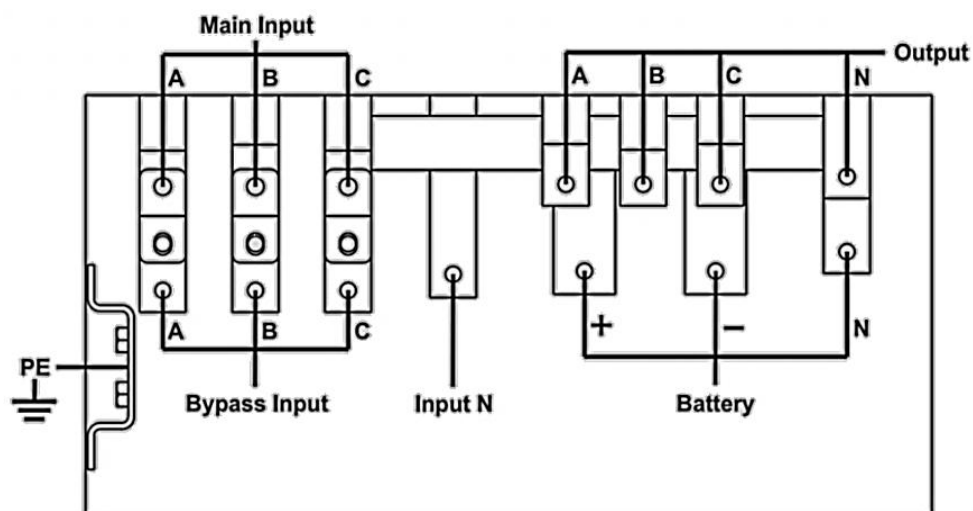 Main Input
Output
A B C
A B C N
A B C
+ - N
PE
Bypass Input
Input N
Battery